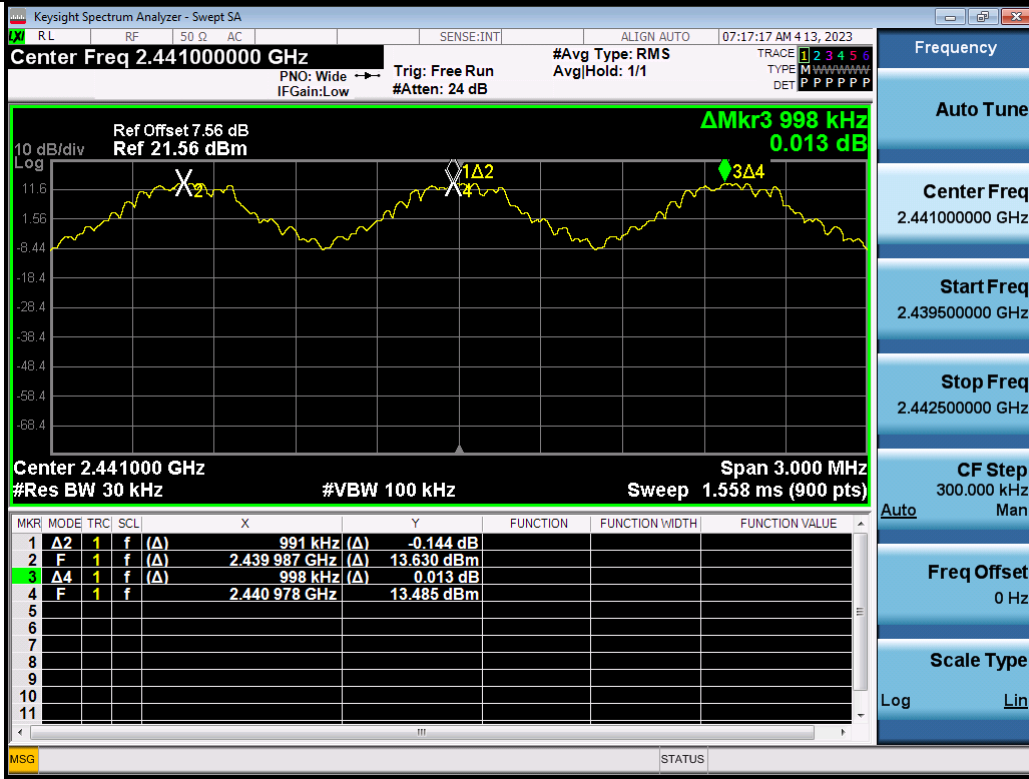 Keysight Spectrum Analyzer - Swept SA
LXI RL RF 50 Ω AC SENSE:INT ALIGN AUTO 07:17:17 AM 4 13, 2023
Center Freq 2.441000000 GHz
PNO: Wide
IFGain:Low
Trig: Free Run
#Atten: 24 dB
#Avg Type: RMS
Avg|Hold: 1/1
TRACE 1 2 3 4 5 6
TYPE M WWWWW
DET P P P P P P
Ref Offset 7.56 dB
10 dB/div Ref 21.56 dBm
Log
ΔMkr3 998 kHz
0.013 dB
11.6
1.56
-8.44
-18.4
-28.4
-38.4
-48.4
-58.4
-68.4
2
1Δ2
4
3Δ4
Center 2.441000 GHz Span 3.000 MHz
#Res BW 30 kHz #VBW 100 kHz Sweep 1.558 ms (900 pts)
MKR MODE TRC SCL X Y FUNCTION FUNCTION WIDTH FUNCTION VALUE
1 Δ2 1 f (Δ) 991 kHz (Δ) -0.144 dB
2 F 1 f (Δ) 2.439 987 GHz (Δ) 13.630 dBm
3 Δ4 1 f (Δ) 998 kHz (Δ) 0.013 dB
4 F 1 f 2.440 978 GHz 13.485 dBm
5
6
7
8
9
10
11
MSG STATUS
Frequency
Auto Tune
Center Freq
2.441000000 GHz
Start Freq
2.439500000 GHz
Stop Freq
2.442500000 GHz
CF Step
300.000 kHz
Auto Man
Freq Offset
0 Hz
Scale Type
Log Lin